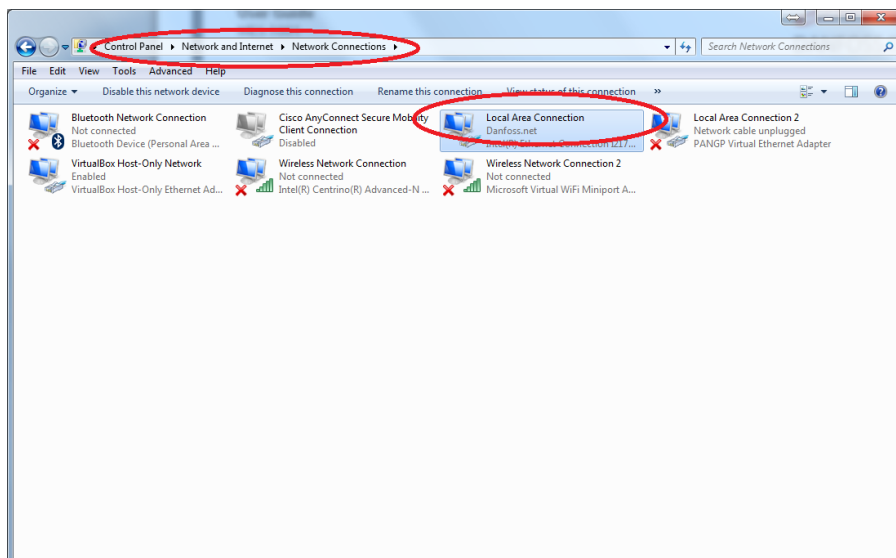 Control Panel ▸ Network and Internet ▸ Network Connections ▸
Search Network Connections
File Edit View Tools Advanced Help
Organize Disable this network device Diagnose this connection Rename this connection View status of this connection »
Bluetooth Network Connection
Not connected
Bluetooth Device (Personal Area ...
Cisco AnyConnect Secure Mobility
Client Connection
Disabled
Local Area Connection
Danfoss.net
Intel(R) Ethernet Connection I217...
Local Area Connection 2
Network cable unplugged
PANGP Virtual Ethernet Adapter
VirtualBox Host-Only Network
Enabled
VirtualBox Host-Only Ethernet Ad...
Wireless Network Connection
Not connected
Intel(R) Centrino(R) Advanced-N ...
Wireless Network Connection 2
Not connected
Microsoft Virtual WiFi Miniport A...